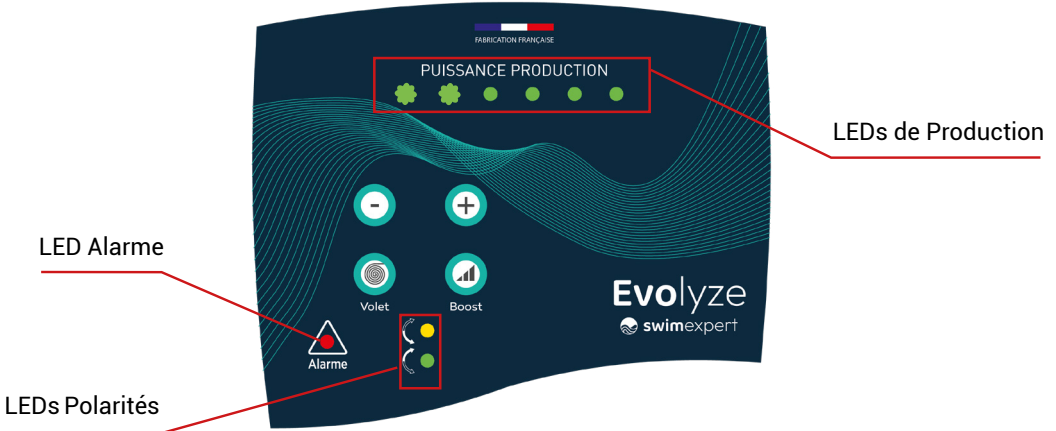 FABRICATION FRANÇAISE
PUISSANCE PRODUCTION
LEDs de Production
-
+
LED Alarme
Volet
Boost
Evolyze
swimexpert
Alarme
LEDs Polarités